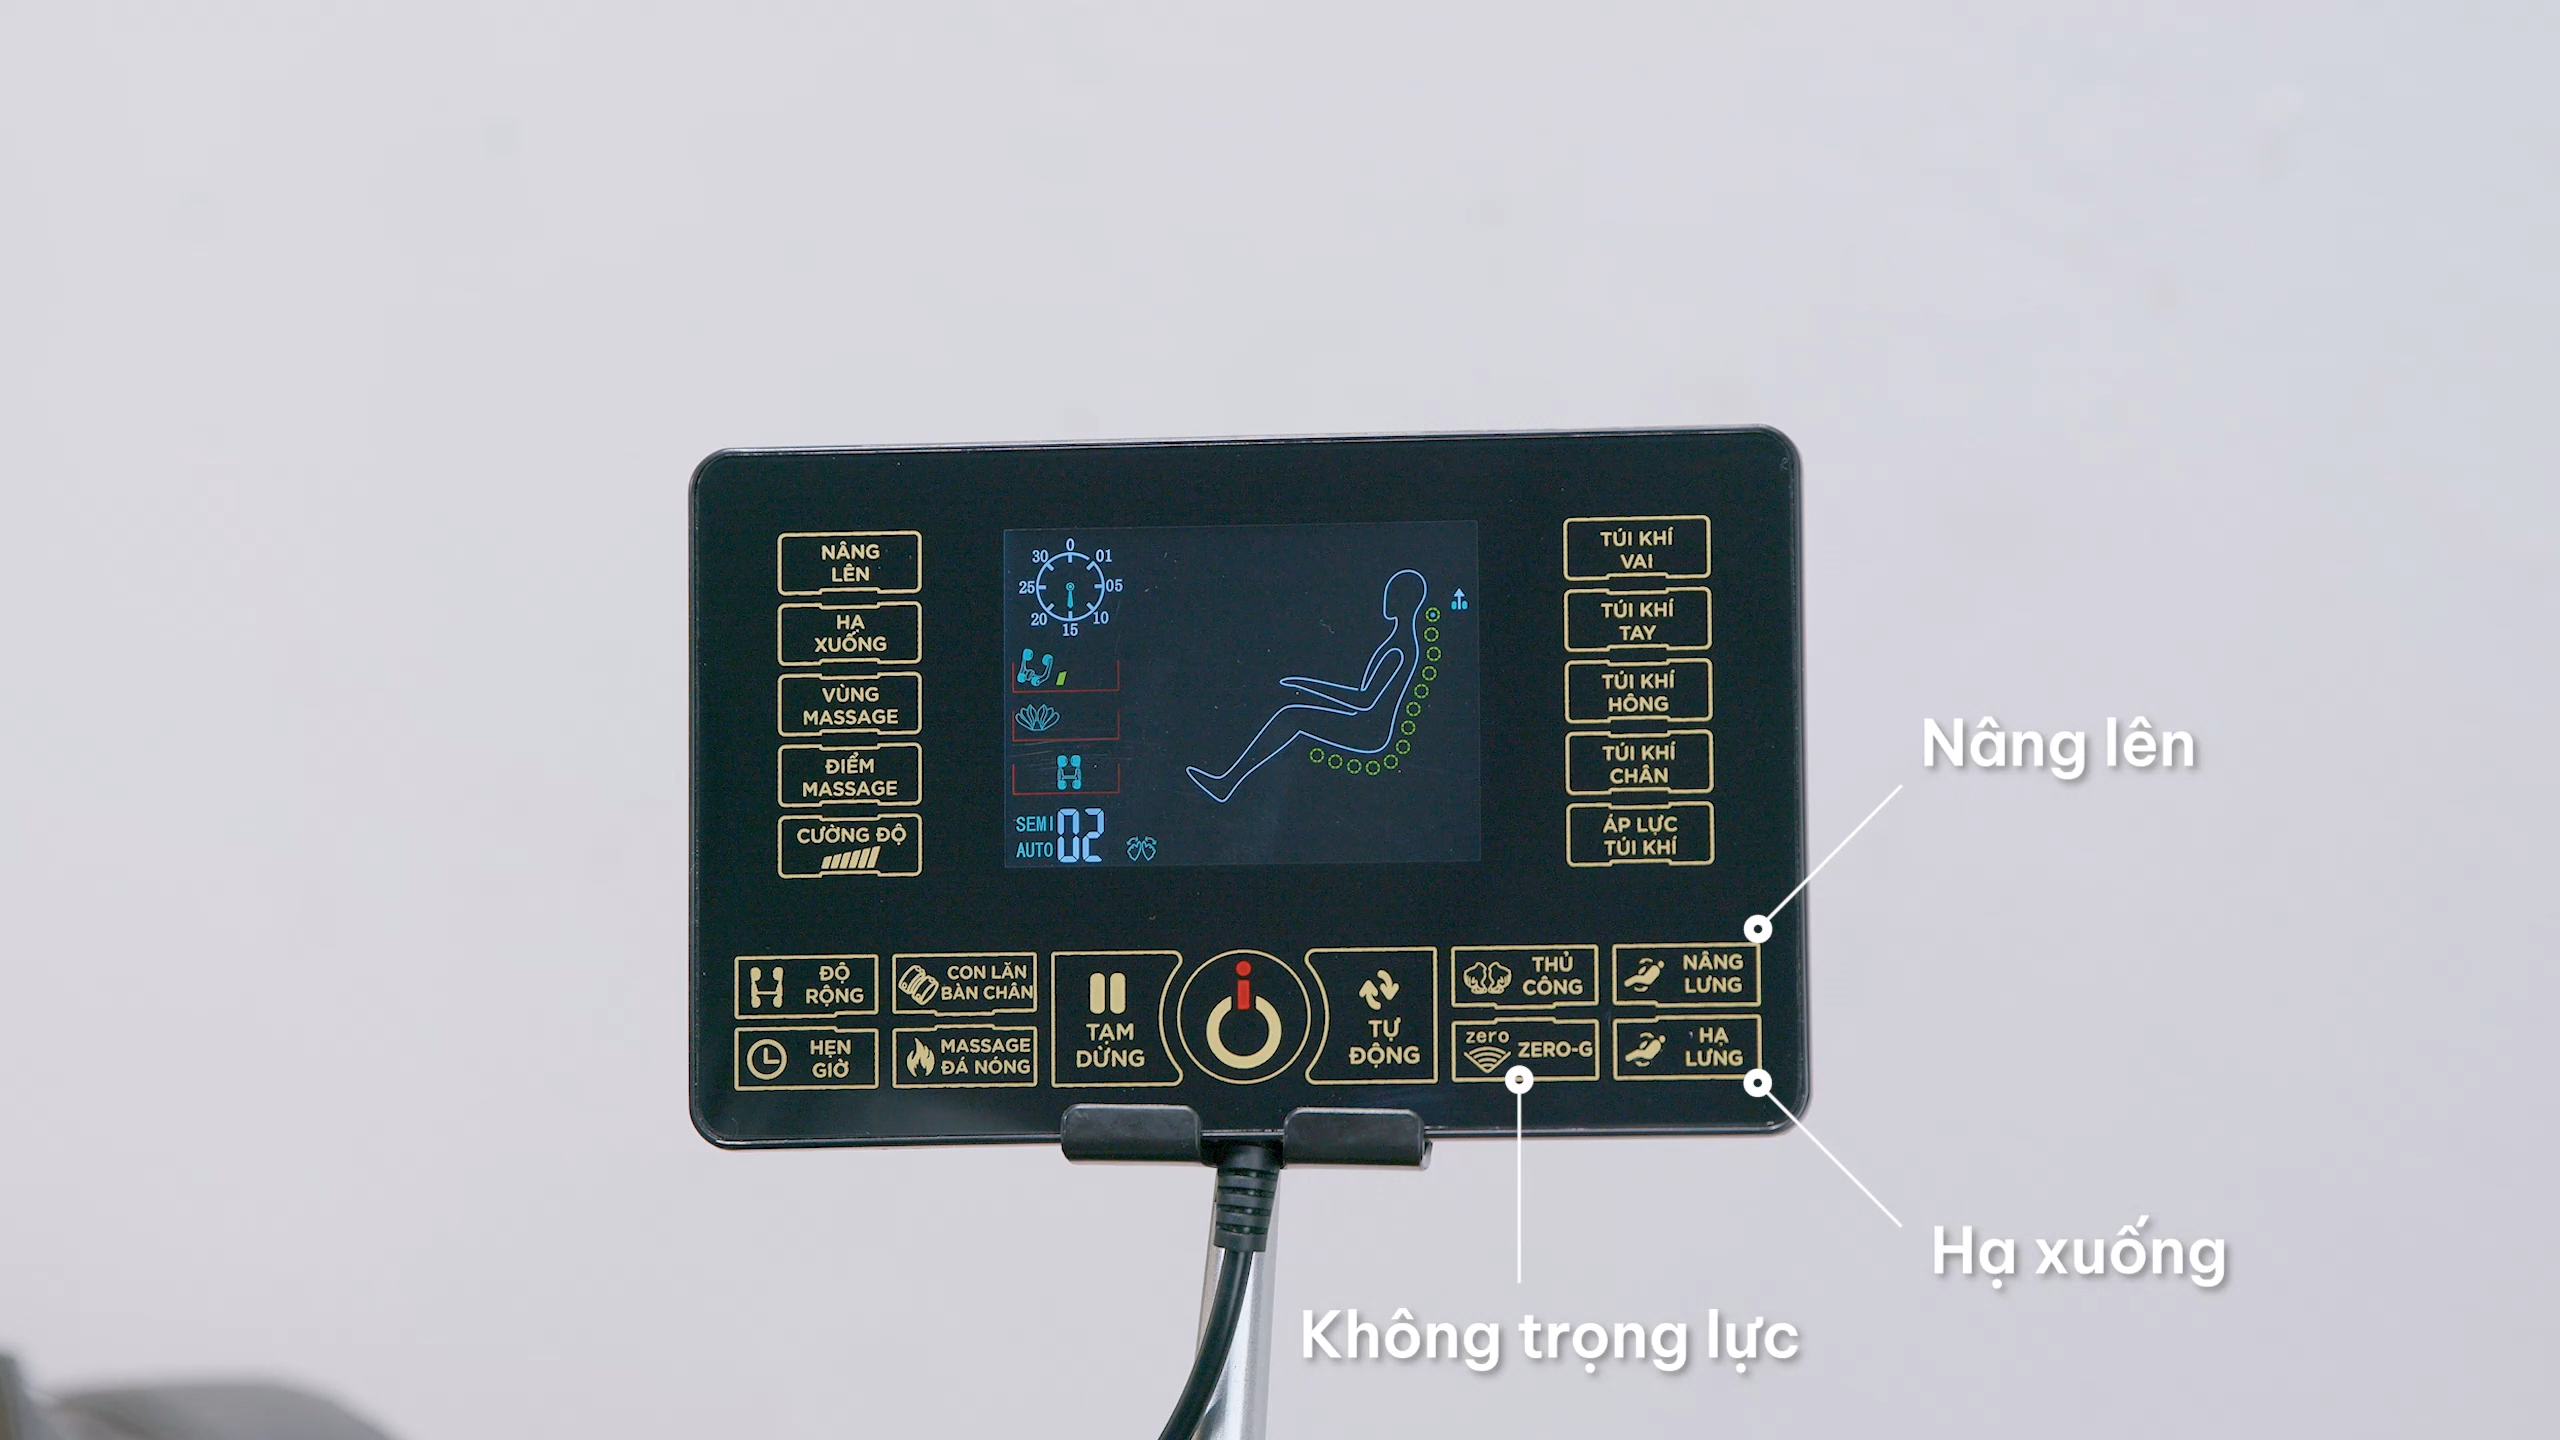 NÂNG
LÊN
HẠ
XUỐNG
VÙNG
MASSAGE
ĐIỂM
MASSAGE
CƯỜNG ĐỘ
0
30
01
25
05
20
10
15
SEMI
AUTO
02
TÚI KHÍ
VAI
TÚI KHÍ
TAY
TÚI KHÍ
HÔNG
TÚI KHÍ
CHÂN
ÁP LỰC
TÚI KHÍ
Nâng lên
ĐỘ
RỘNG
CON LĂN
BÀN CHÂN
TẠM
DỪNG
TỰ
ĐỘNG
THỦ
CÔNG
NÂNG
LƯNG
HẸN
GIỜ
MASSAGE
ĐÁ NÓNG
zero
ZERO-G
HẠ
LƯNG
Hạ xuống
Không trọng lực